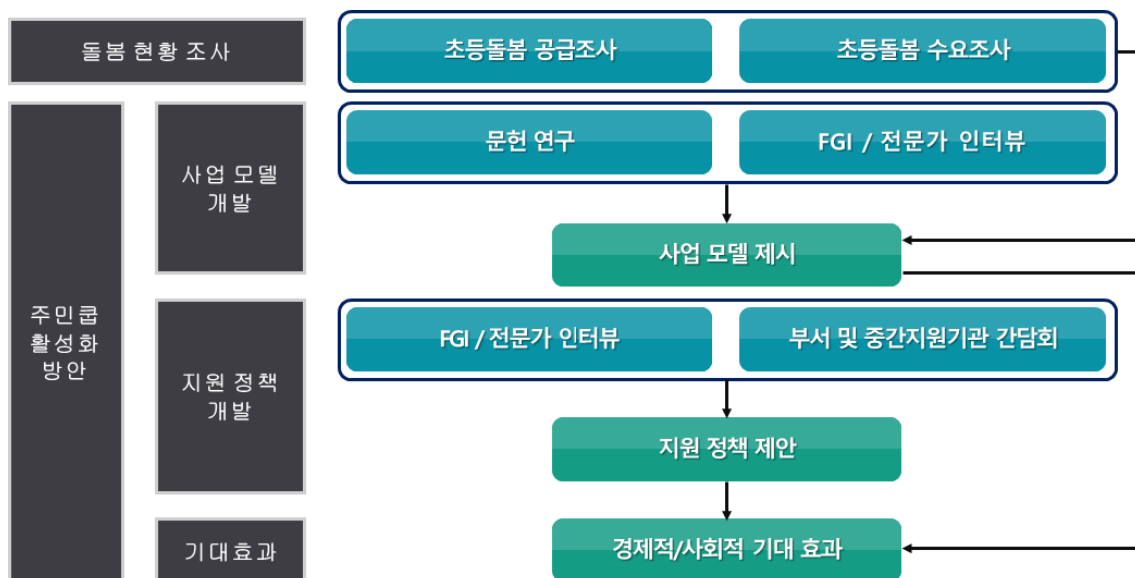 돌봄 현황 조사
초등돌봄 공급조사
초등돌봄 수요조사
주민쿱
활성화
방안
사업 모델
개발
문헌 연구
FGI / 전문가 인터뷰
사업 모델 제시
지원 정책
개발
FGI / 전문가 인터뷰
부서 및 중간지원기관 간담회
지원 정책 제안
기대효과
경제적/사회적 기대 효과